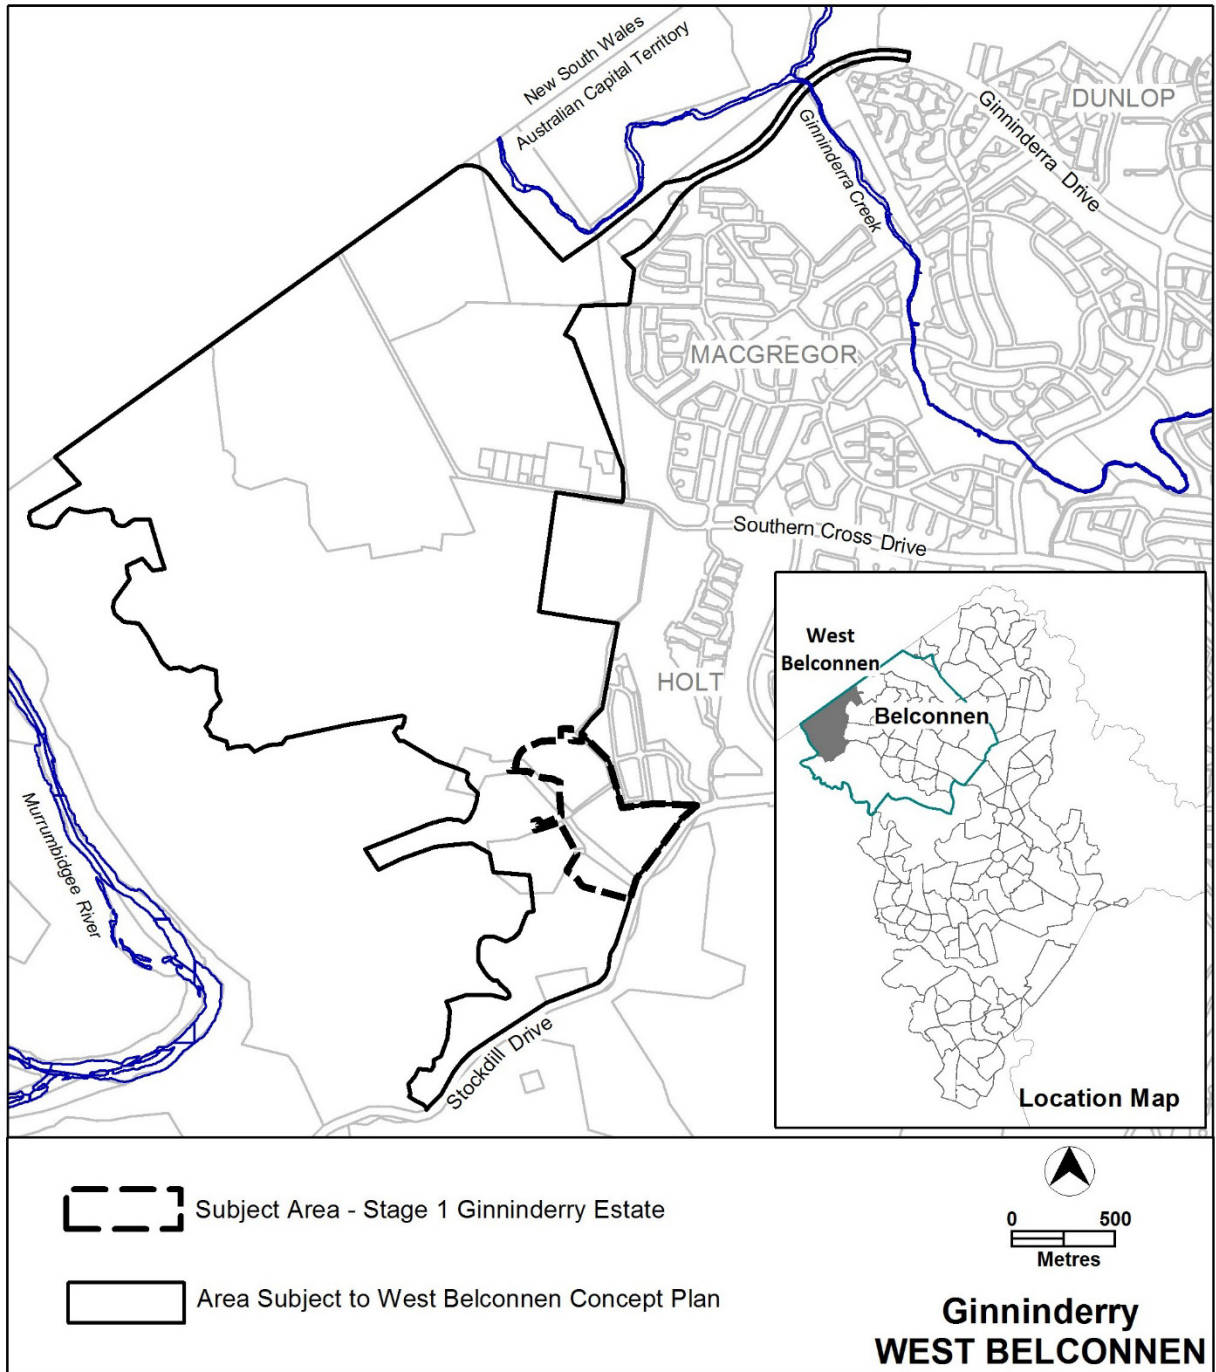 New South Wales
Australian Capital Territory
DUNLOP
Ginninderra Drive
Ginninderra Creek
MACGREGOR
Southern Cross Drive
HOLT
West
Belconnen
Belconnen
Location Map
Murrumbidgee River
Stockdill Drive
Subject Area - Stage 1 Ginninderry Estate
Area Subject to West Belconnen Concept Plan
0 500
Metres
Ginninderry
WEST BELCONNEN